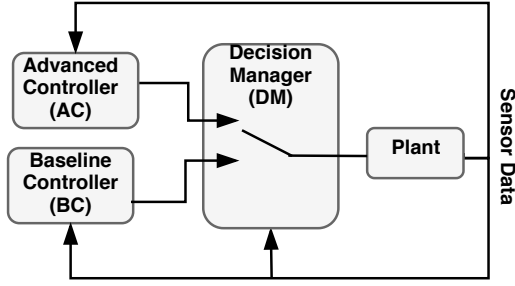 Advanced
Controller
(AC)
Baseline
Controller
(BC)
Decision
Manager
(DM)
Plant
Sensor Data